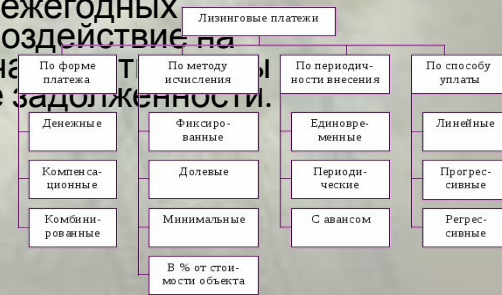 ежегодных
Лизинговые платежи
оздействие на
По форме
платежа
По методу
исчисления
По периодич-
ности внесения
По способу
уплаты
задолженности.
Денежные
Фиксиро-
ванные
Единовре-
менные
Линейные
Компенса-
ционные
Долевые
Периоди-
ческие
Прогрес-
сивные
Комбини-
рованные
Минимальные
С авансом
Регрес-
сивные
В % от стои-
мости объекта